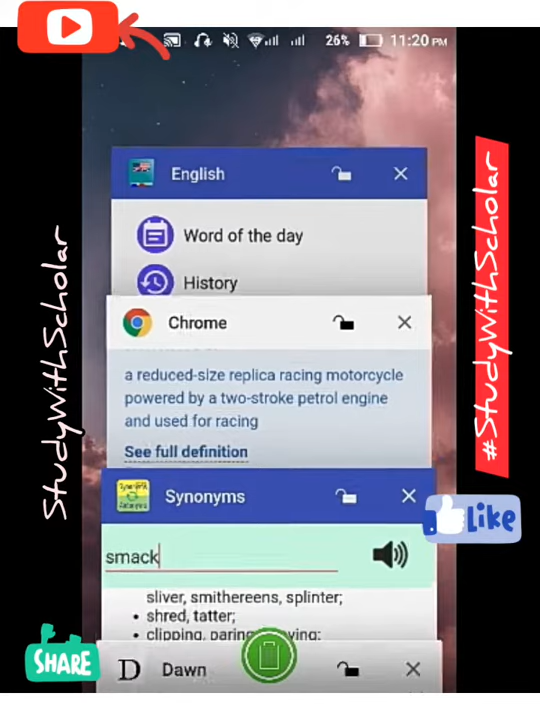 26% 11:20 PM
English
Word of the day
History
Chrome
a reduced-size replica racing motorcycle
powered by a two-stroke petrol engine
and used for racing
See full definition
Synonyms
smack
sliver, smithereens, splinter;
• shred, tatter;
• clipping, paring,
D Dawn
StudyWithScholar
#StudyWithScholar
Like
SHARE